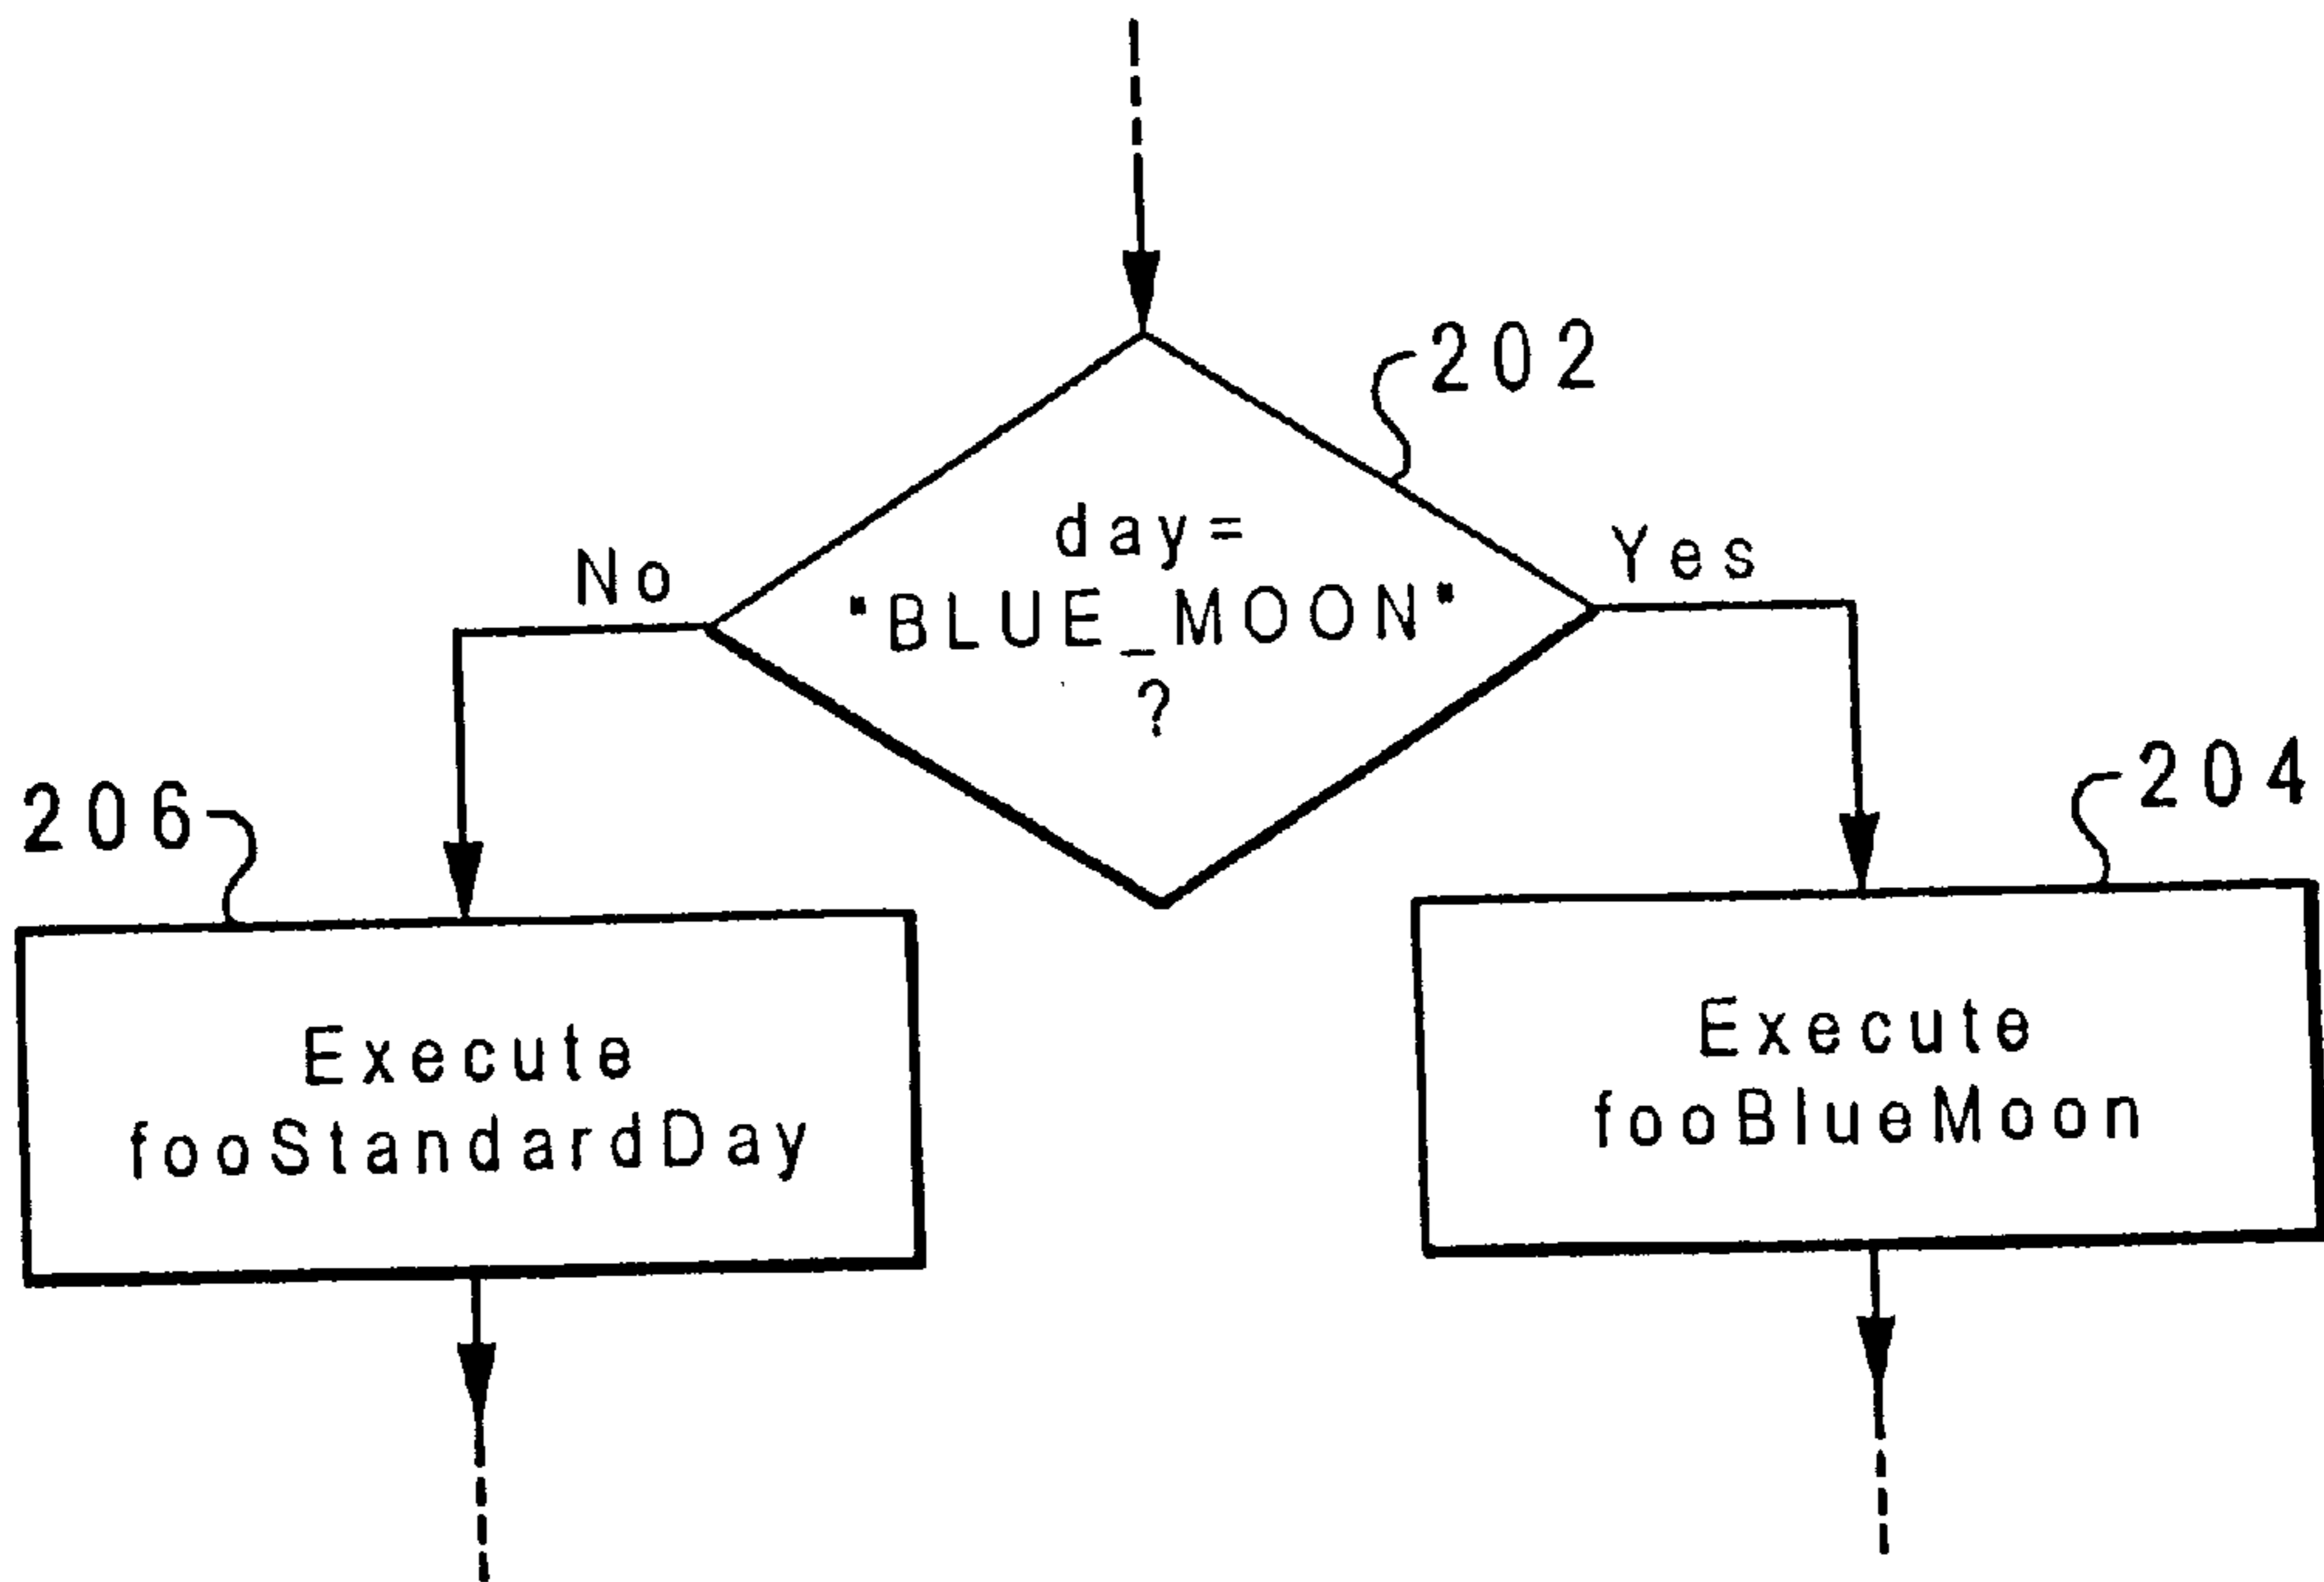 202
day=
"BLUE_MOON"
?
No
Yes
206
204
Execute
fooStandardDay
Execute
fooBlueMoon